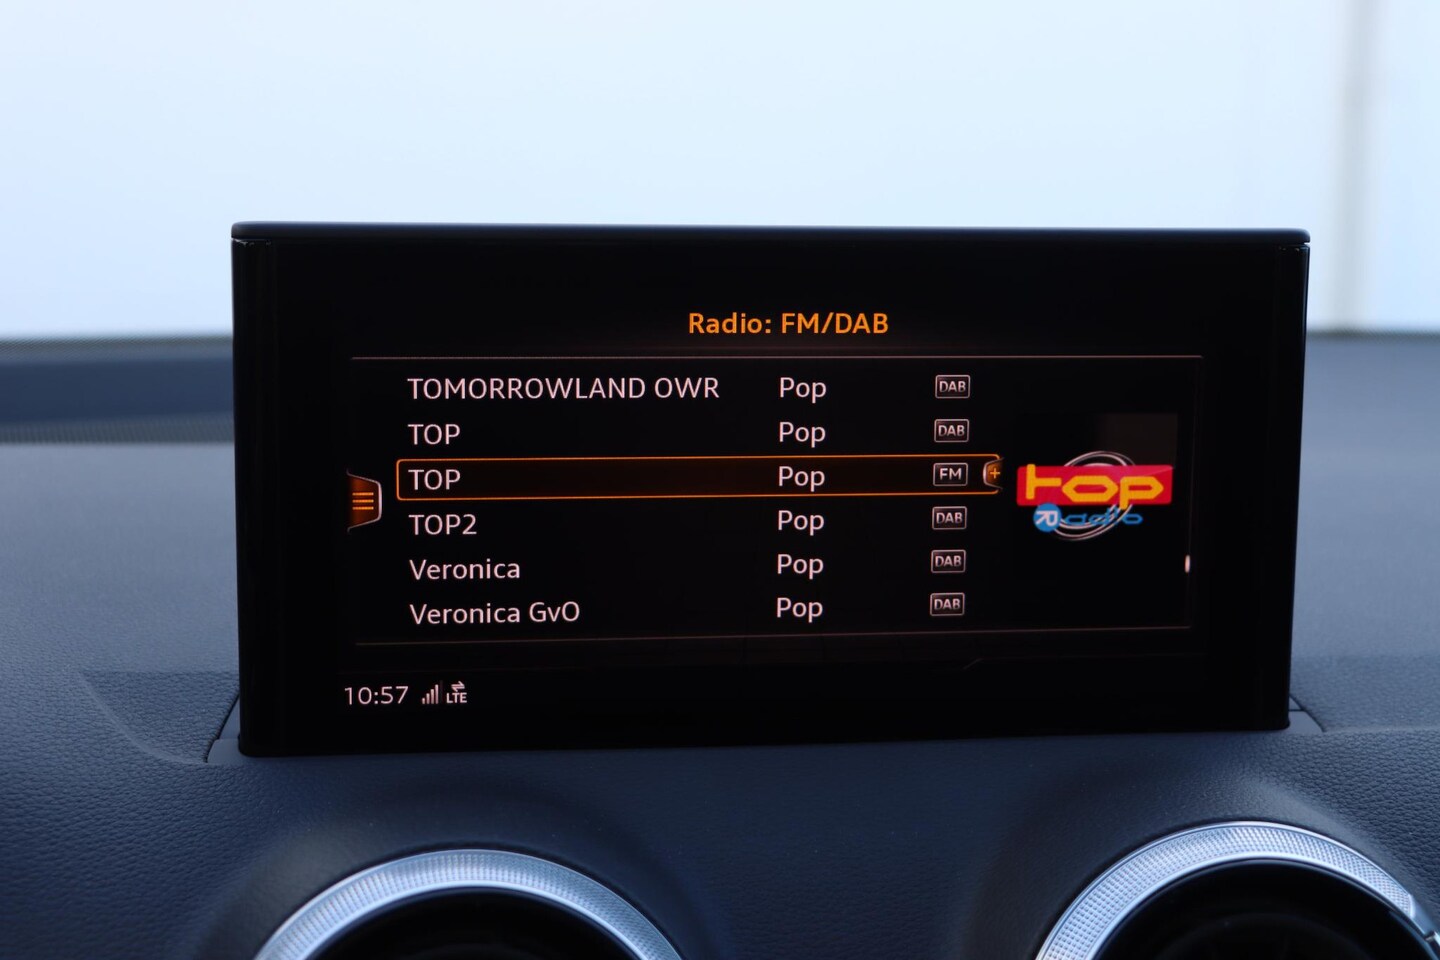 Radio: FM/DAB
TOMORROWLAND OWR Pop DAB
TOP Pop DAB
TOP Pop FM +
TOP2 Pop DAB
Veronica Pop DAB
Veronica GvO Pop DAB
top
Radio
10:57 LTE